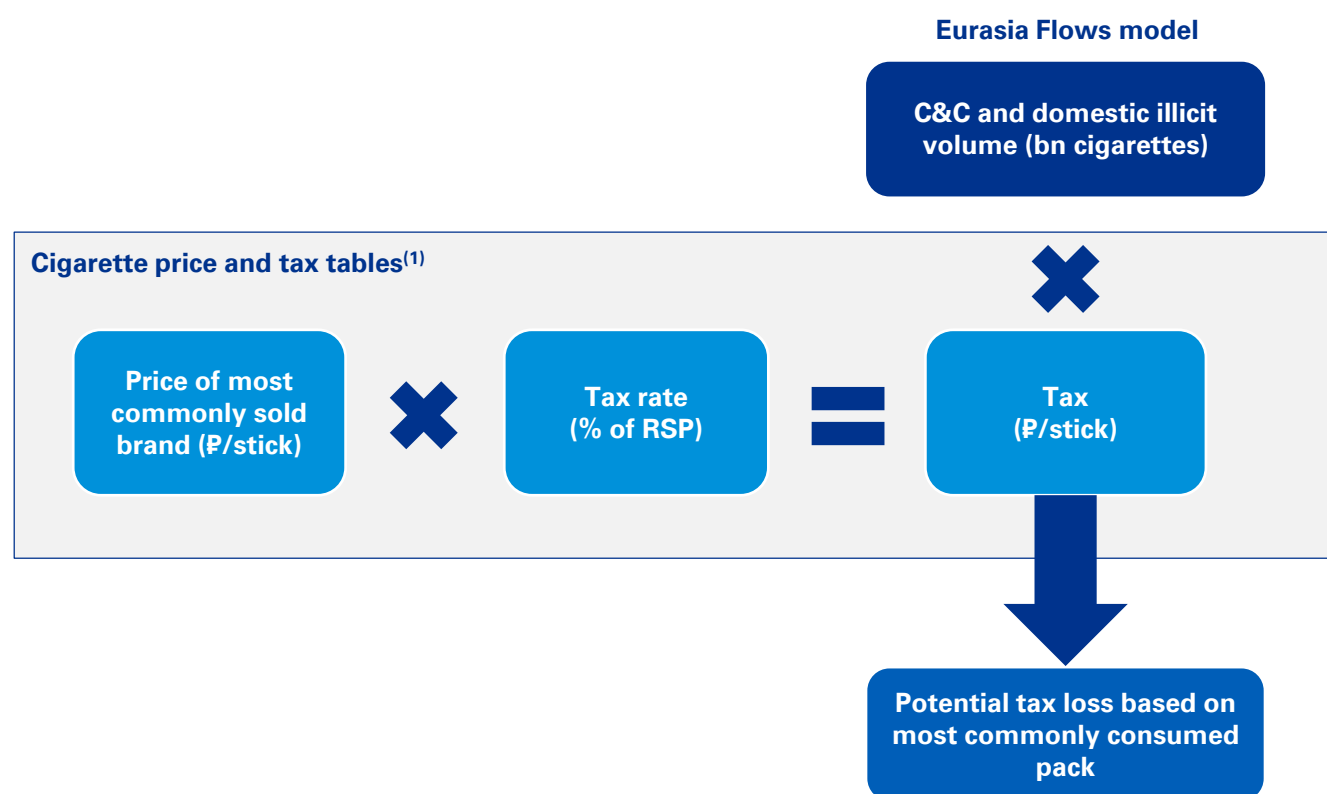 Eurasia Flows model
C&C and domestic illicit
volume (bn cigarettes)
Cigarette price and tax tables(1)
Price of most
commonly sold
brand (₽/stick)
Tax rate
(% of RSP)
Tax
(₽/stick)
Potential tax loss based on
most commonly consumed
pack